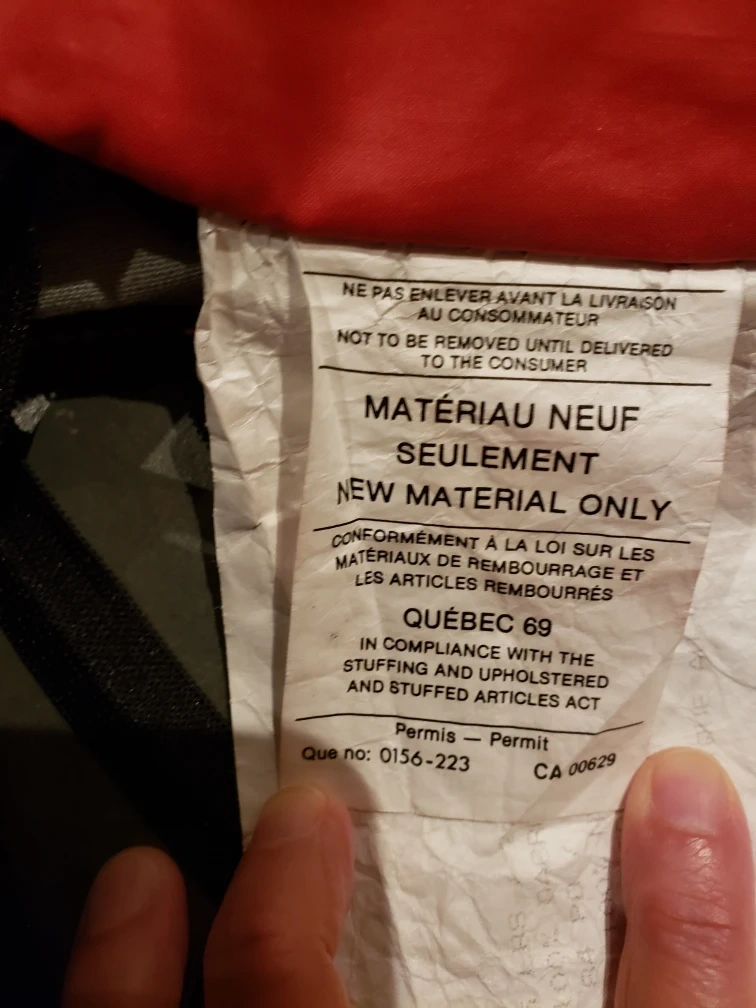 NE PAS ENLEVER AVANT LA LIVRAISON
AU CONSOMMATEUR
NOT TO BE REMOVED UNTIL DELIVERED
TO THE CONSUMER
MATÉRIAU NEUF
SEULEMENT
NEW MATERIAL ONLY
CONFORMÉMENT À LA LOI SUR LES
MATÉRIAUX DE REMBOURRAGE ET
LES ARTICLES REMBOURRÉS
QUÉBEC 69
IN COMPLIANCE WITH THE
STUFFING AND UPHOLSTERED
AND STUFFED ARTICLES ACT
Permis — Permit
Que no: 0156-223 CA 00629